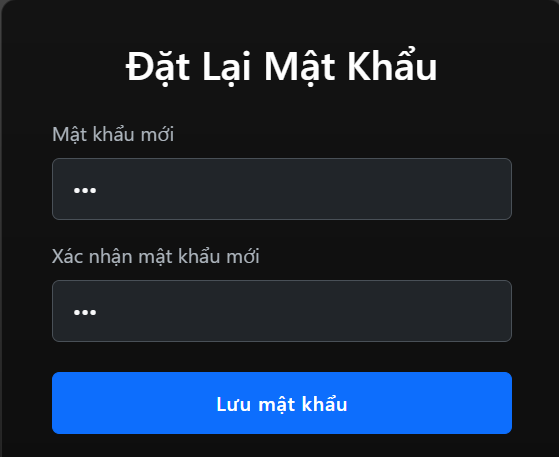 Đặt Lại Mật Khẩu
Mật khẩu mới
•••
Xác nhận mật khẩu mới
•••
Lưu mật khẩu